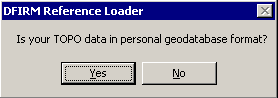 DFIRM Reference Loader
Is your TOPO data in personal geodatabase format?
Yes
No